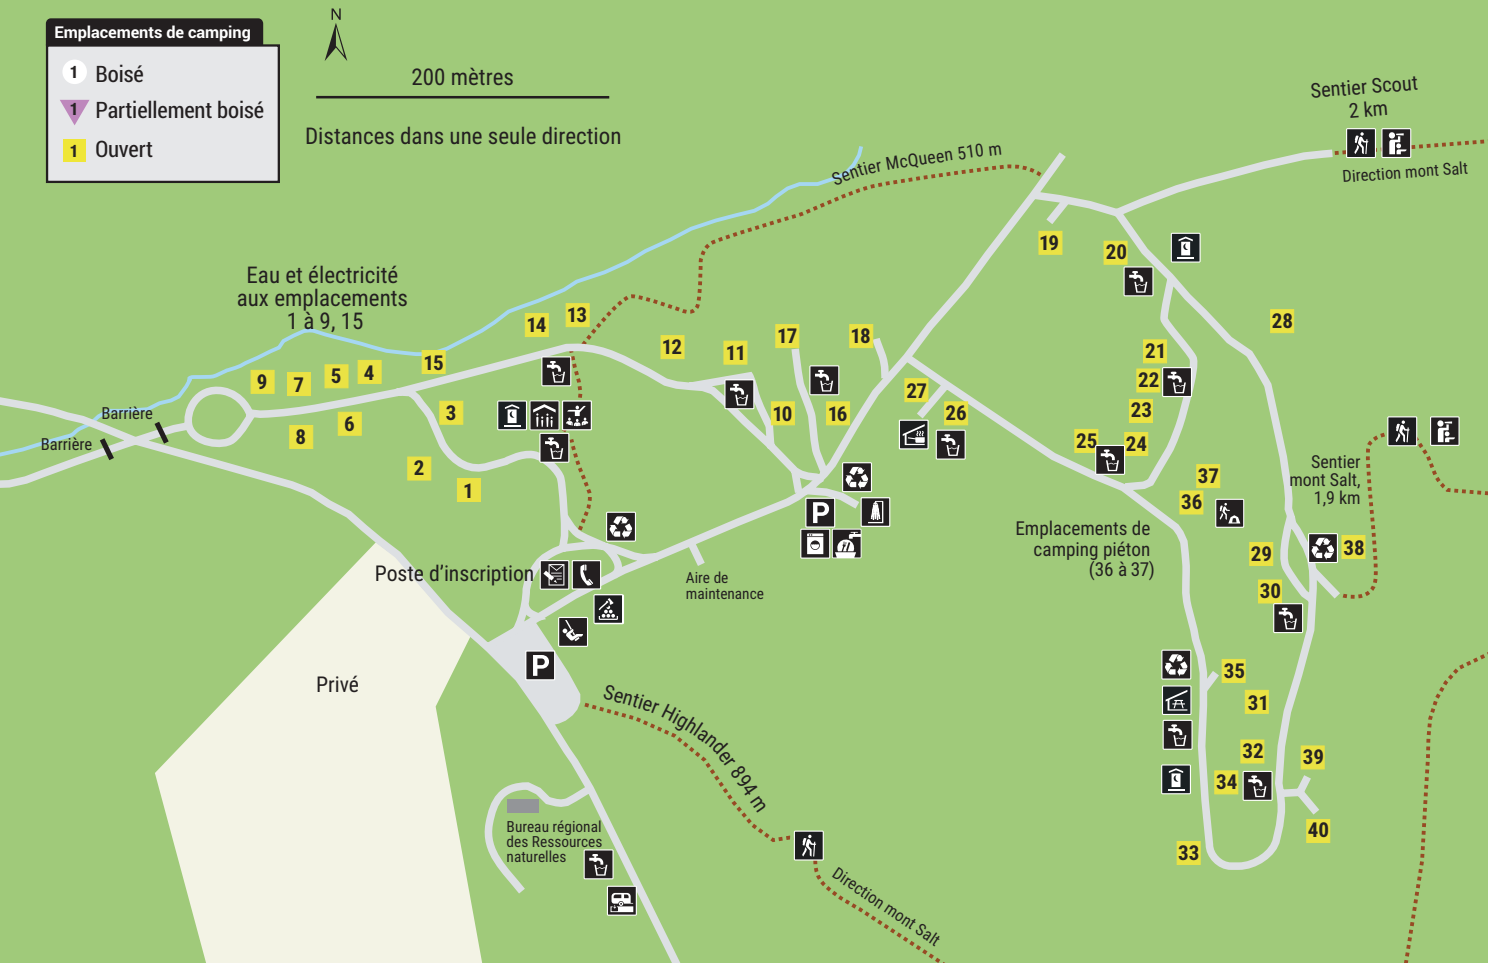 Emplacements de camping
1 Boisé
1 Partiellement boisé
1 Ouvert
N
200 mètres
Distances dans une seule direction
Sentier Scout
2 km
Direction mont Salt
Sentier McQueen 510 m
Eau et électricité
aux emplacements
1 à 9, 15
19
20
28
14
13
12
11
17
18
21
22
23
24
25
15
4
5
7
9
3
6
8
2
1
10
16
27
26
Barrière
Barrière
Sentier
mont Salt,
1,9 km
37
36
Emplacements de
camping piéton
(36 à 37)
29
38
30
P
Poste d'inscription
Aire de
maintenance
P
Privé
Sentier Highlander 894 m
35
31
32
39
34
40
33
Bureau régional
des Ressources
naturelles
Direction mont Salt